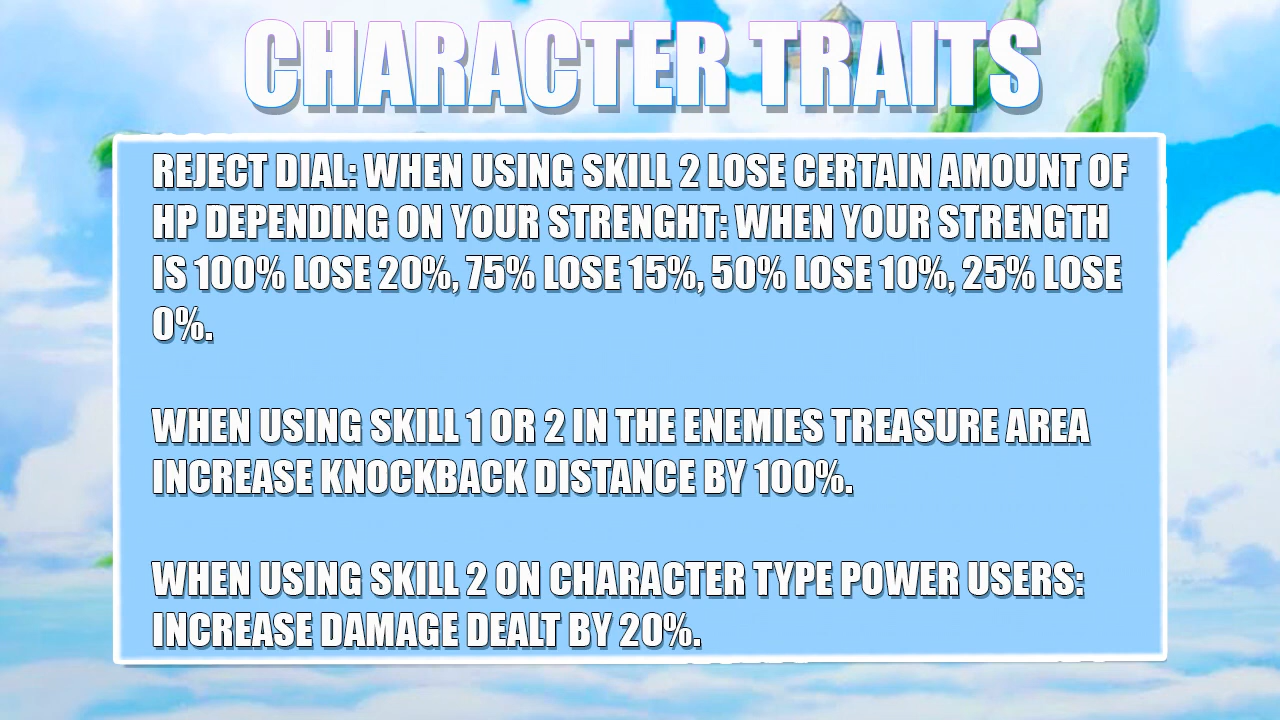 CHARACTER TRAITS
REJECT DIAL: WHEN USING SKILL 2 LOSE CERTAIN AMOUNT OF
HP DEPENDING ON YOUR STRENGHT: WHEN YOUR STRENGTH
IS 100% LOSE 20%, 75% LOSE 15%, 50% LOSE 10%, 25% LOSE
0%.
WHEN USING SKILL 1 OR 2 IN THE ENEMIES TREASURE AREA
INCREASE KNOCKBACK DISTANCE BY 100%.
WHEN USING SKILL 2 ON CHARACTER TYPE POWER USERS:
INCREASE DAMAGE DEALT BY 20%.